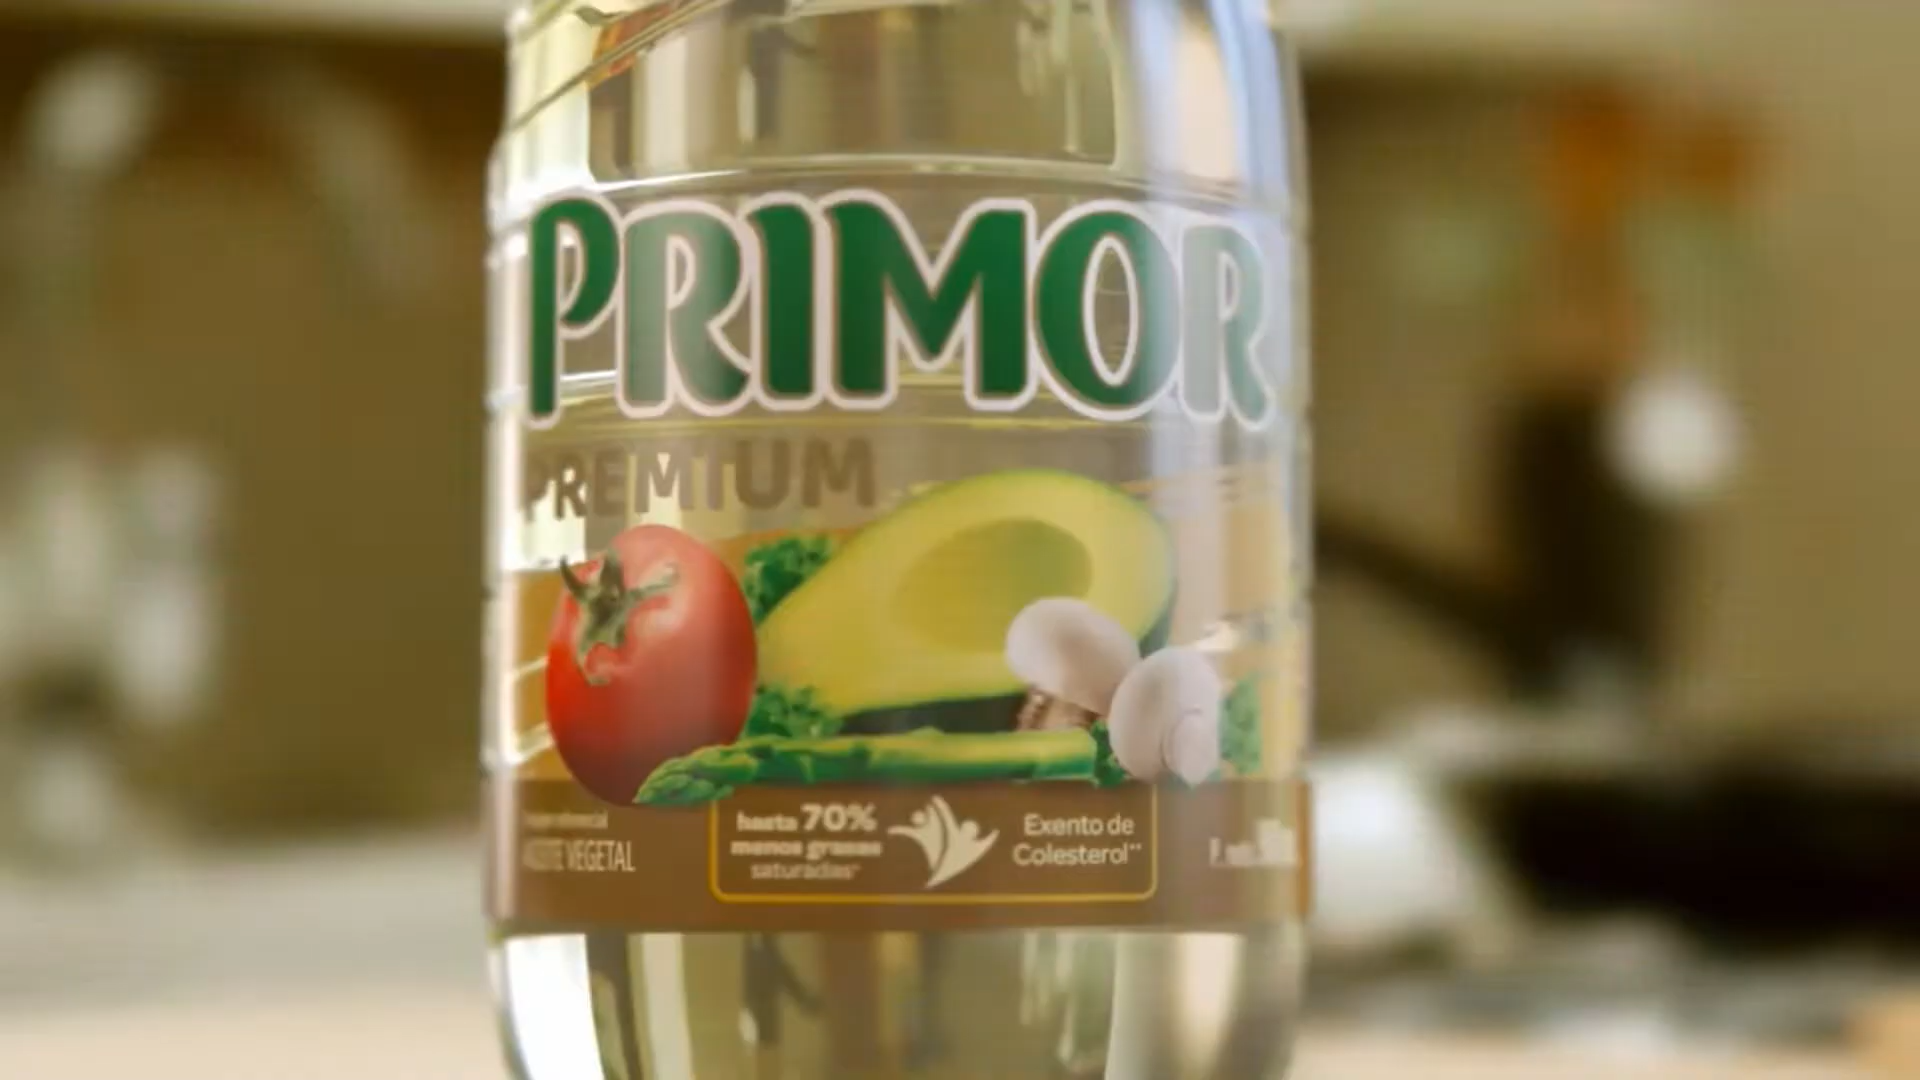 PRIMOR
PREMIUM
ACEITE VEGETAL
hasta 70%
menos grasas
saturadas*
Exento de
Colesterol**